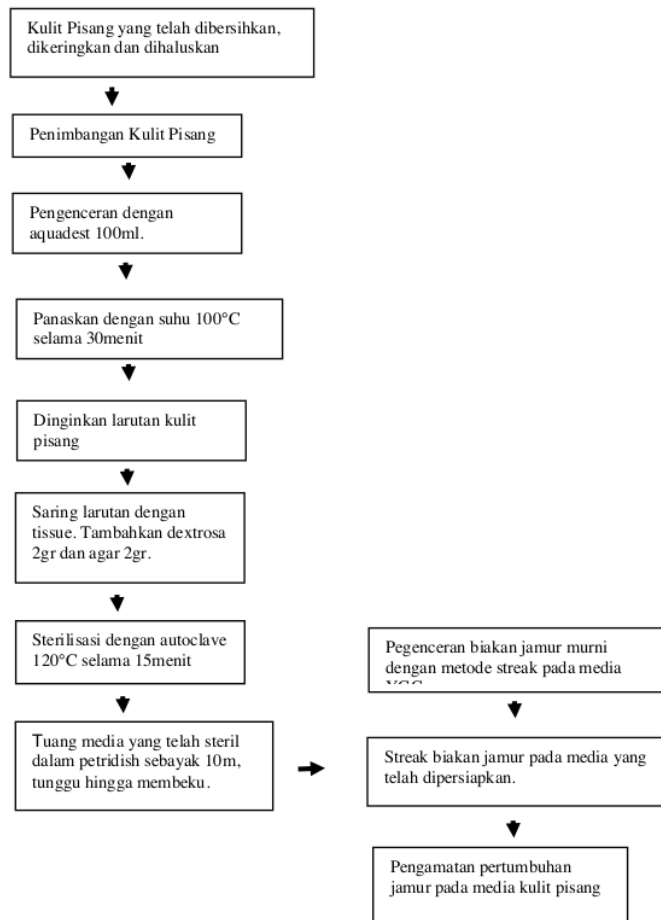 Kulit Pisang yang telah dibersihkan,
dikeringkan dan dihaluskan
Penimbangan Kulit Pisang
Pengenceran dengan
aquadest 100ml.
Panaskan dengan suhu 100°C
selama 30menit
Dinginkan larutan kulit
pisang
Saring larutan dengan
tissue. Tambahkan dextrosa
2gr dan agar 2gr.
Sterilisasi dengan autoclave
120°C selama 15menit
Tuang media yang telah steril
dalam petridish sebayak 10m,
tunggu hingga membeku.
Pegenceran biakan jamur murni
dengan metode streak pada media
Streak biakan jamur pada media yang
telah dipersiapkan.
Pengamatan pertumbuhan
jamur pada media kulit pisang